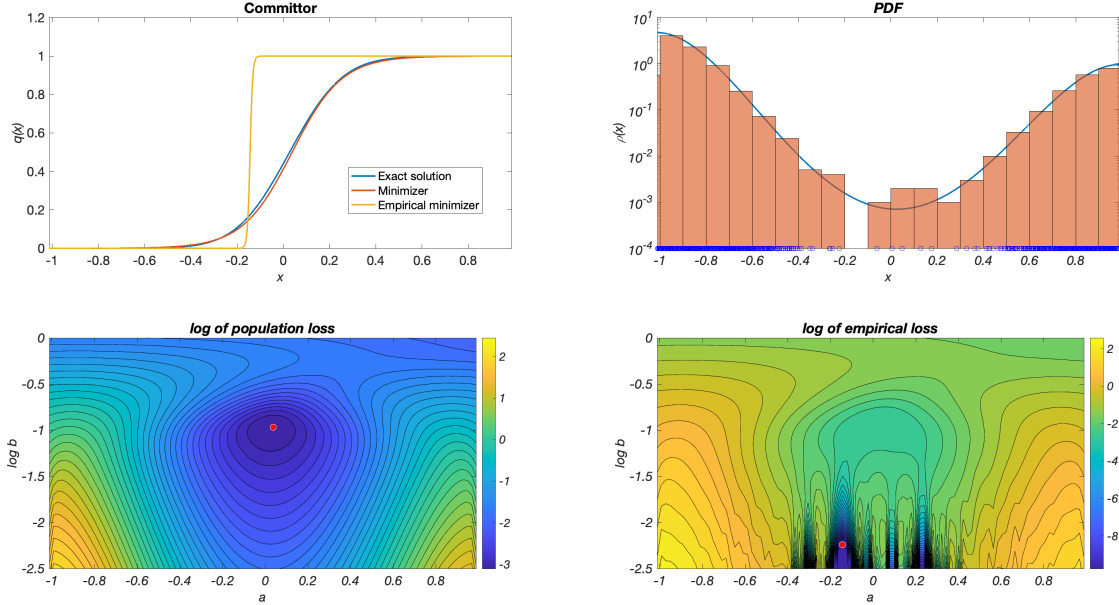 Committor
1.2
1
0.8
0.6
0.4
0.2
0
q(x)
Exact solution
Minimizer
Empirical minimizer
-1 -0.8 -0.6 -0.4 -0.2 0 0.2 0.4 0.6 0.8
x
PDF
10^1
10^0
10^-1
10^-2
10^-3
10^-4
ρ(x)
-1 -0.8 -0.6 -0.4 -0.2 0 0.2 0.4 0.6 0.8
x
log of population loss
0
-0.5
-1
-1.5
-2
-2.5
log b
-1 -0.8 -0.6 -0.4 -0.2 0 0.2 0.4 0.6 0.8
a
2
1
0
-1
-2
-3
log of empirical loss
0
-0.5
-1
-1.5
-2
-2.5
log b
-1 -0.8 -0.6 -0.4 -0.2 0 0.2 0.4 0.6 0.8
a
2
0
-2
-4
-6
-8